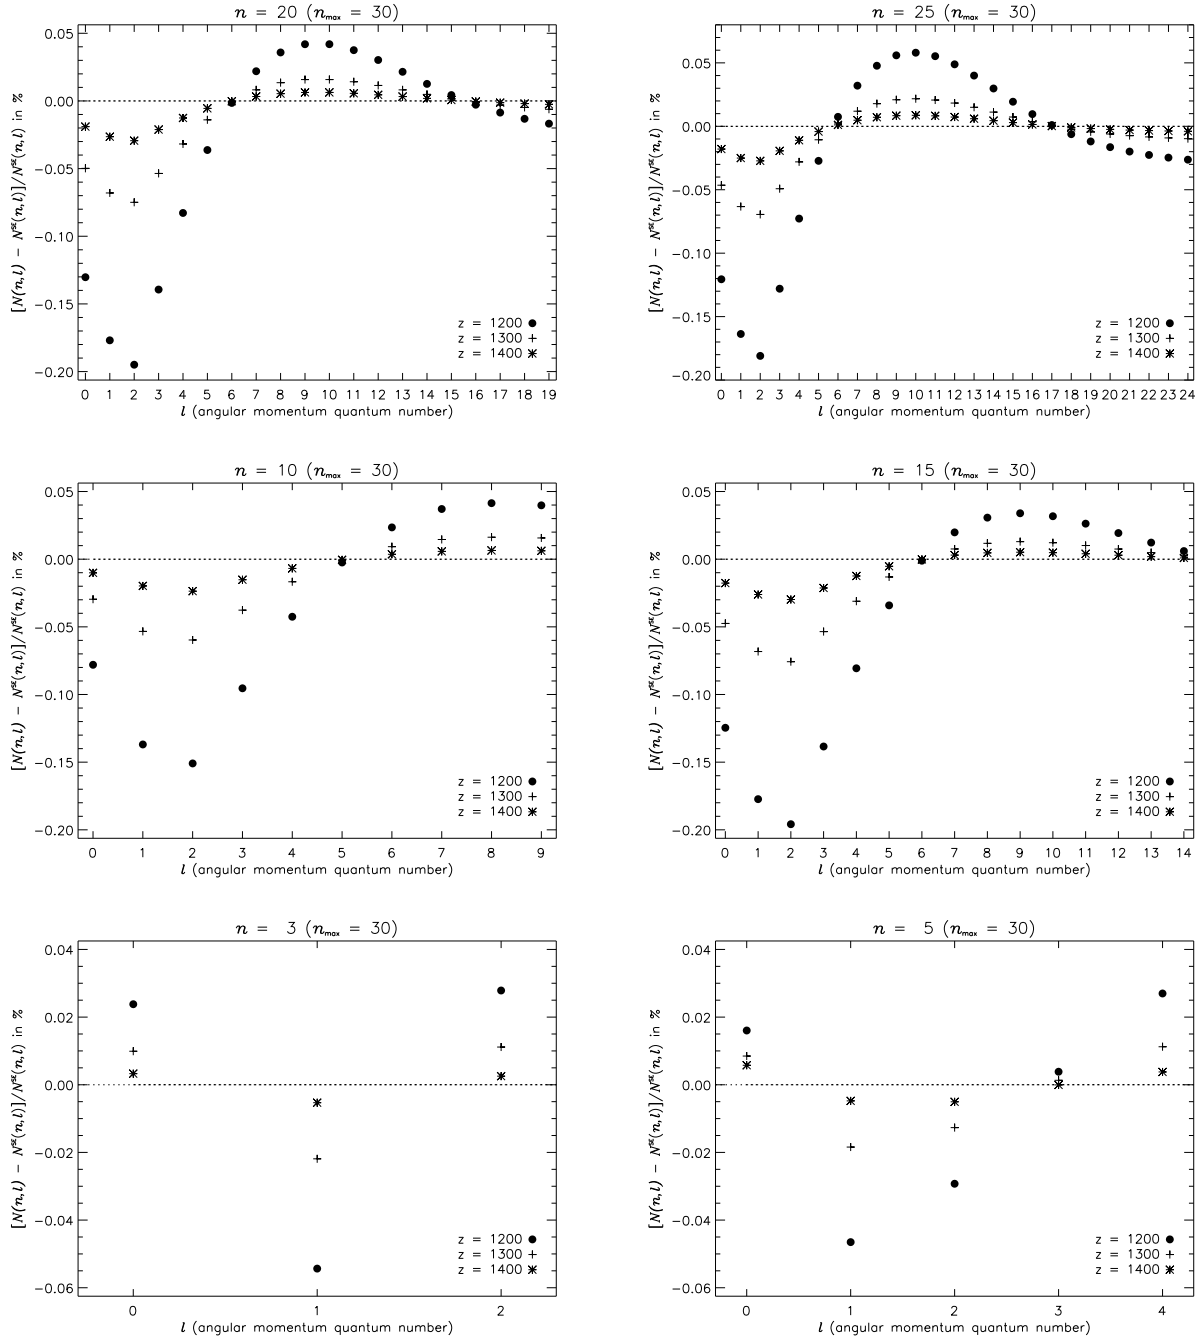 n = 20 (nmax = 30)
[N(n,l) − Nˢᵉ(n,l)]/Nˢᵉ(n,l) in %
0.05
0.00
−0.05
−0.10
−0.15
−0.20
z = 1200
z = 1300
z = 1400
0 1 2 3 4 5 6 7 8 9 10 11 12 13 14 15 16 17 18 19
l (angular momentum quantum number)
n = 25 (nmax = 30)
[N(n,l) − Nˢᵉ(n,l)]/Nˢᵉ(n,l) in %
0.05
0.00
−0.05
−0.10
−0.15
−0.20
z = 1200
z = 1300
z = 1400
0 1 2 3 4 5 6 7 8 9 10 11 12 13 14 15 16 17 18 19 20 21 22 23 24
l (angular momentum quantum number)
n = 10 (nmax = 30)
[N(n,l) − Nˢᵉ(n,l)]/Nˢᵉ(n,l) in %
0.05
0.00
−0.05
−0.10
−0.15
−0.20
z = 1200
z = 1300
z = 1400
0 1 2 3 4 5 6 7 8 9
l (angular momentum quantum number)
n = 15 (nmax = 30)
[N(n,l) − Nˢᵉ(n,l)]/Nˢᵉ(n,l) in %
0.05
0.00
−0.05
−0.10
−0.15
−0.20
z = 1200
z = 1300
z = 1400
0 1 2 3 4 5 6 7 8 9 10 11 12 13 14
l (angular momentum quantum number)
n = 3 (nmax = 30)
[N(n,l) − Nˢᵉ(n,l)]/Nˢᵉ(n,l) in %
0.04
0.02
0.00
−0.02
−0.04
−0.06
z = 1200
z = 1300
z = 1400
0 1 2
l (angular momentum quantum number)
n = 5 (nmax = 30)
[N(n,l) − Nˢᵉ(n,l)]/Nˢᵉ(n,l) in %
0.04
0.02
0.00
−0.02
−0.04
−0.06
z = 1200
z = 1300
z = 1400
0 1 2 3 4
l (angular momentum quantum number)